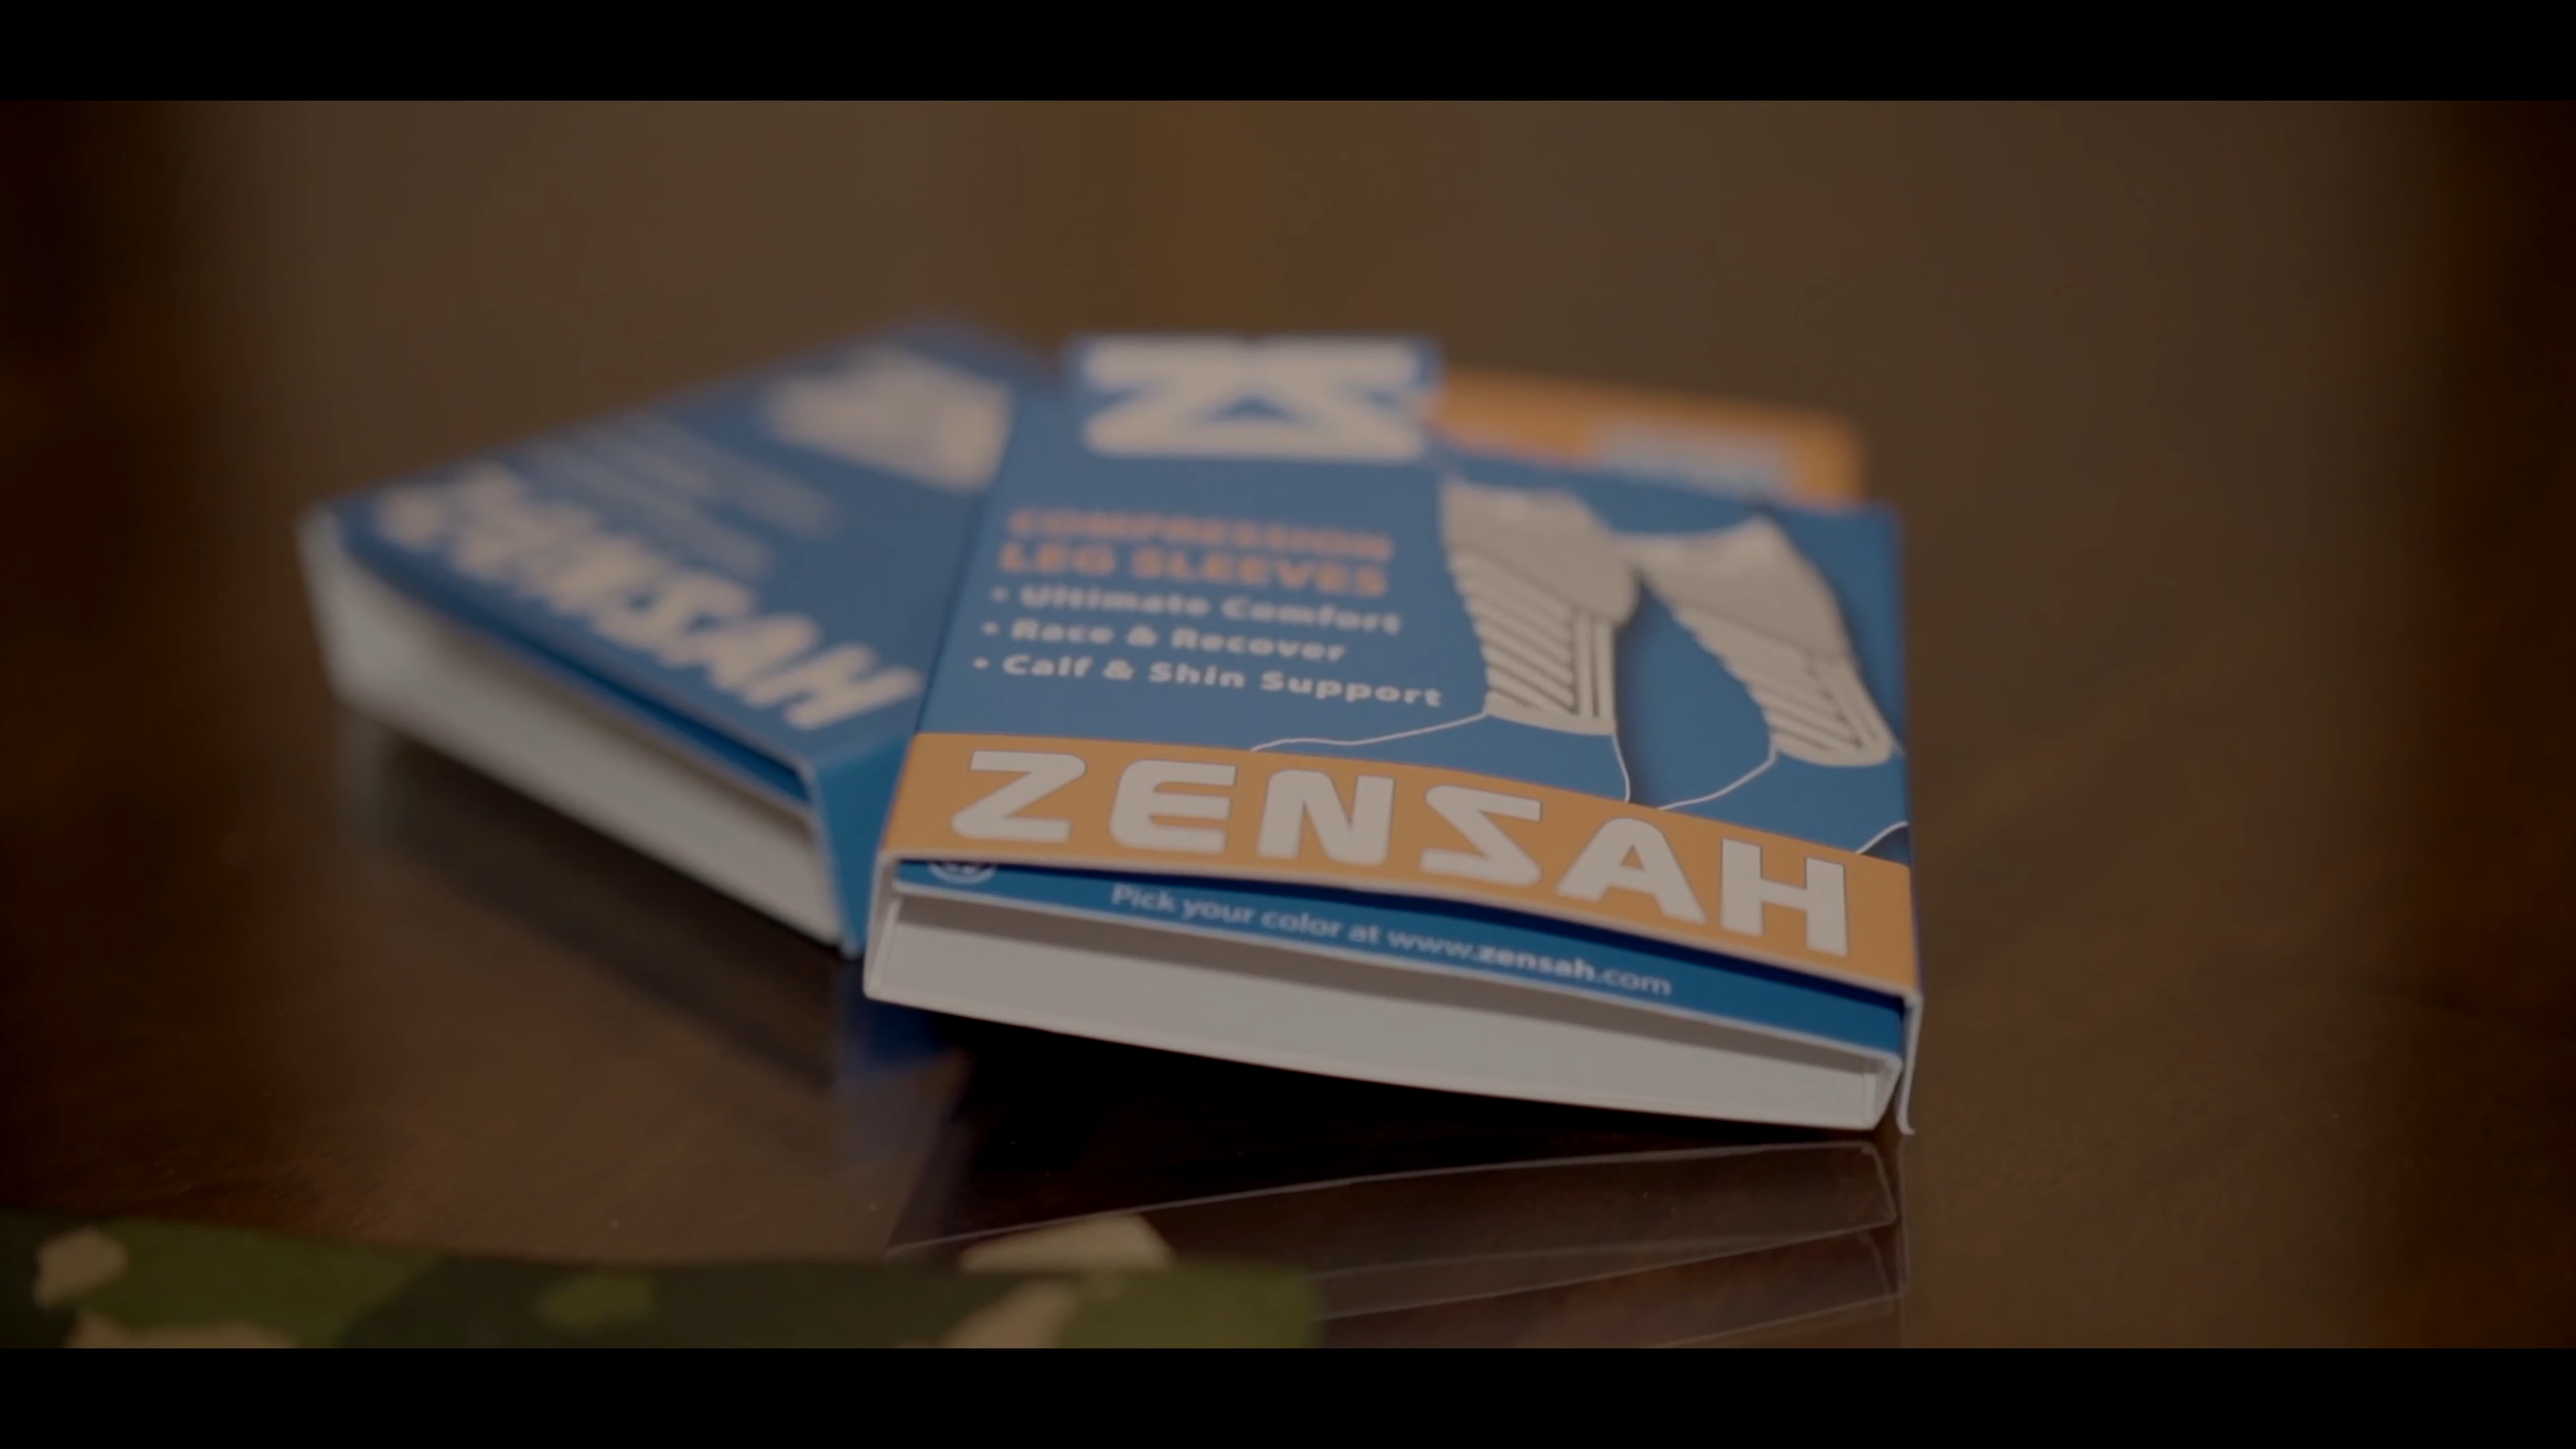 COMPRESSION
LEG SLEEVES
• Ultimate Comfort
• Race & Recover
• Calf & Shin Support
ZENSAH
Pick your color at www.zensah.com
ZENSAH